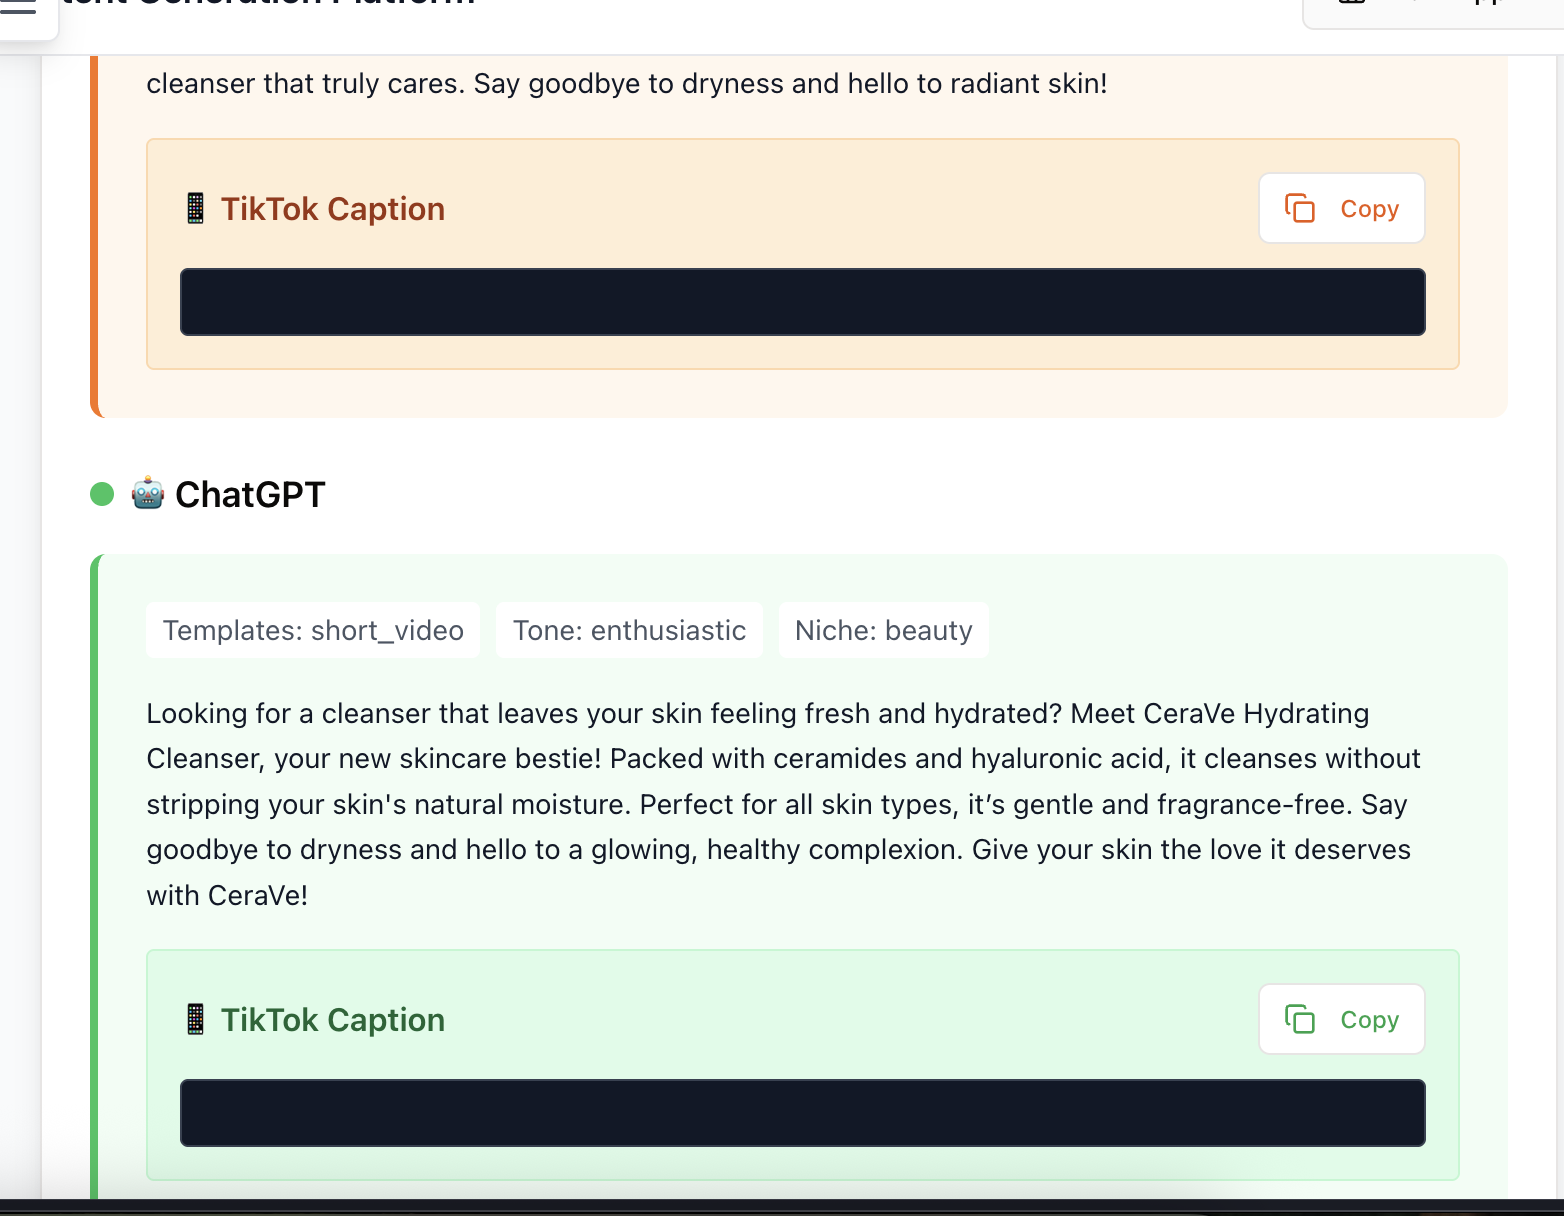 cleanser that truly cares. Say goodbye to dryness and hello to radiant skin!
📱 TikTok Caption
Copy
🤖 ChatGPT
Templates: short_video
Tone: enthusiastic
Niche: beauty
Looking for a cleanser that leaves your skin feeling fresh and hydrated? Meet CeraVe Hydrating
Cleanser, your new skincare bestie! Packed with ceramides and hyaluronic acid, it cleanses without
stripping your skin's natural moisture. Perfect for all skin types, it’s gentle and fragrance-free. Say
goodbye to dryness and hello to a glowing, healthy complexion. Give your skin the love it deserves
with CeraVe!
📱 TikTok Caption
Copy